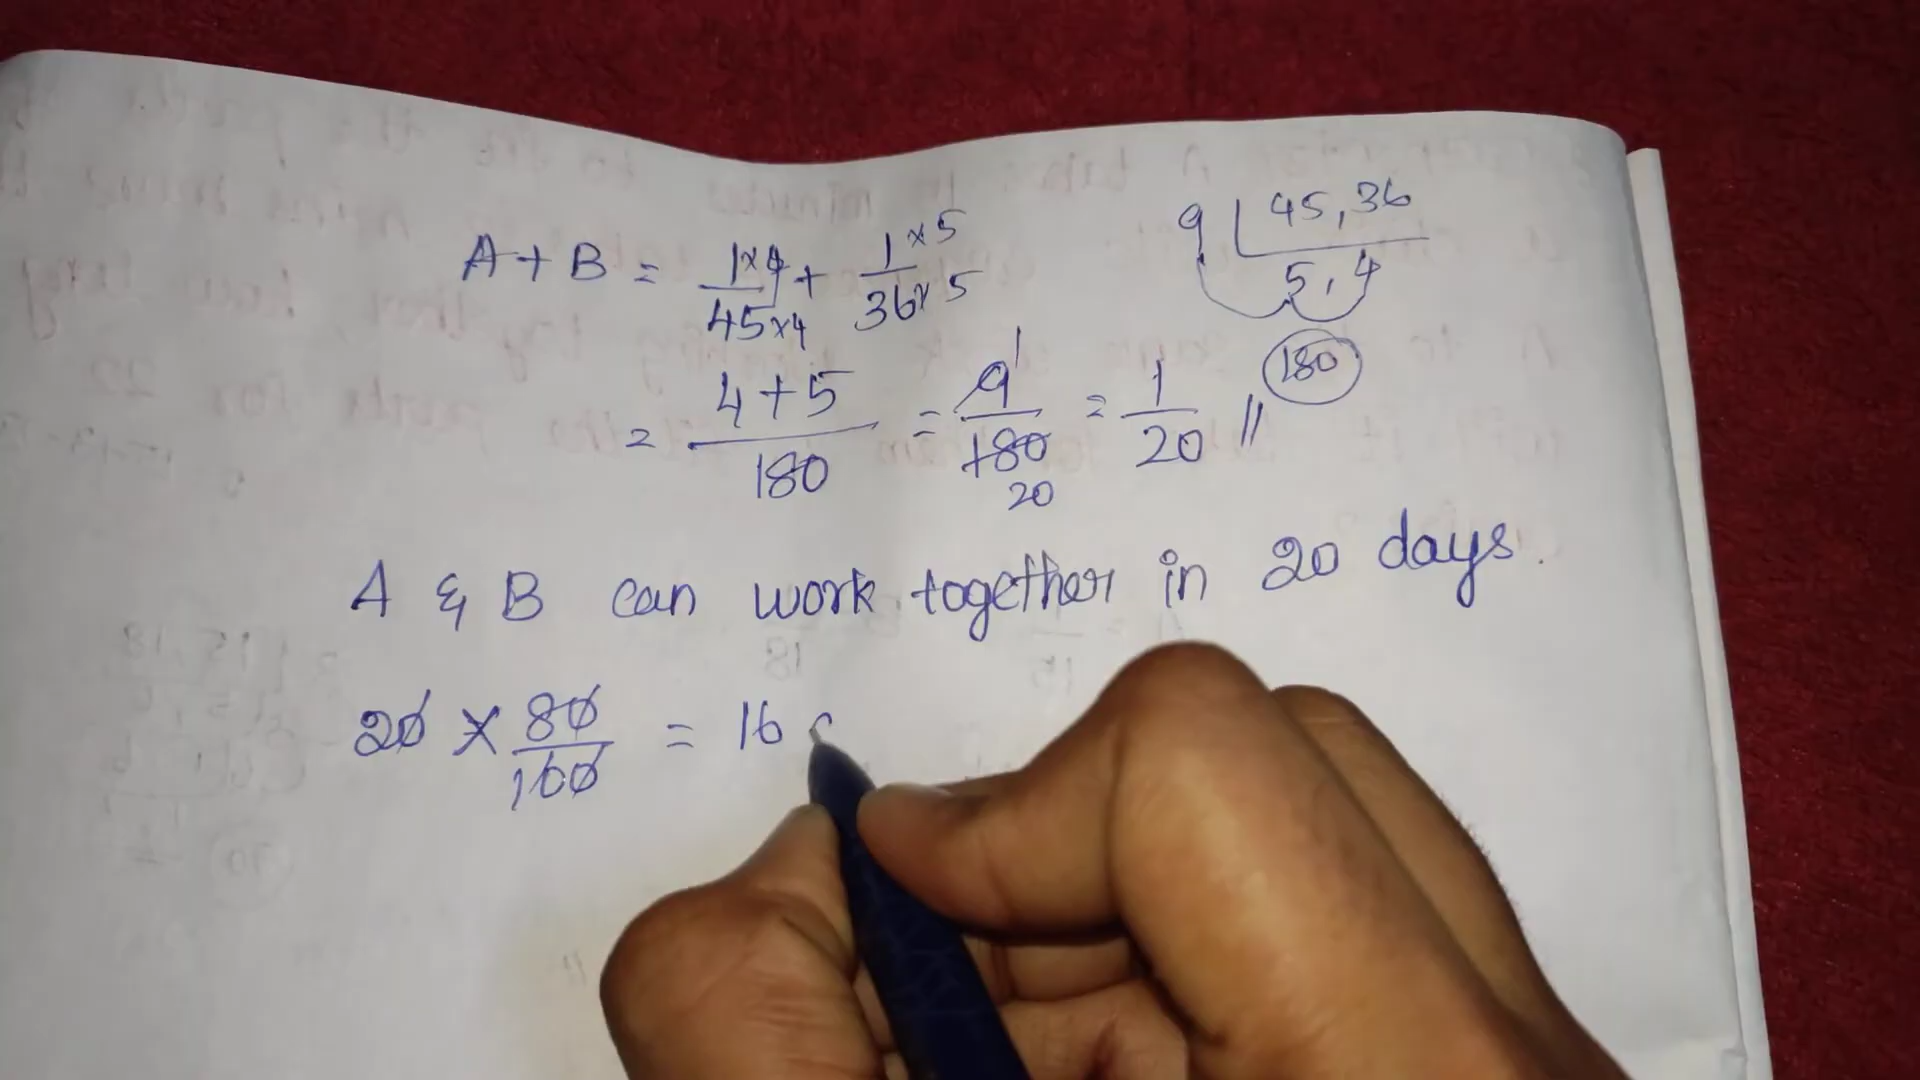 A + B = 1×4/45×4 + 1×5/36×5
9 | 45, 36
5, 4
180
= 4+5/180 = 9/180 = 1/20 //
1
20
A & B can work together in 20 days.
20 × 80/100 = 16